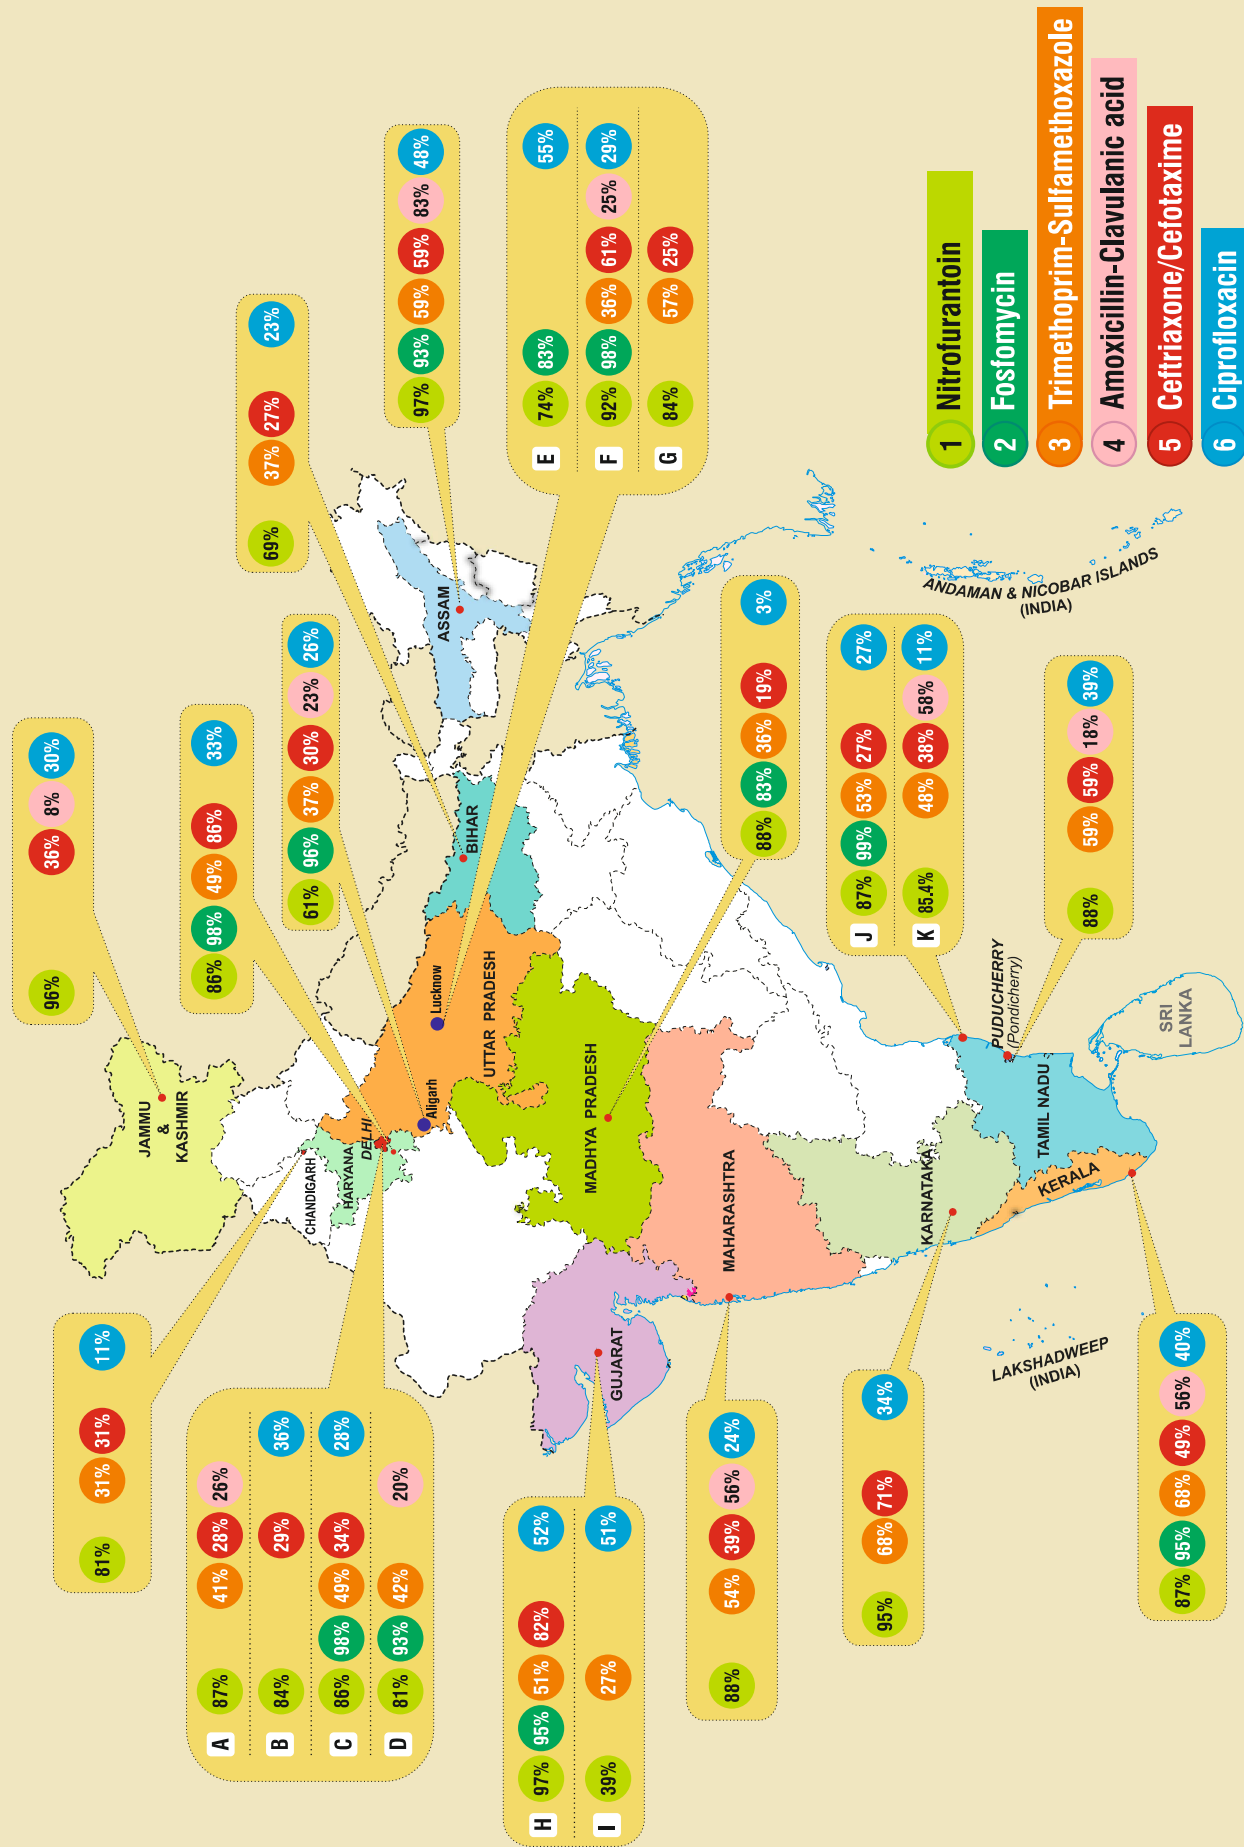 96% 36% 8% 30%
86% 98% 49% 86% 33%
61% 96% 37% 30% 23% 26%
69% 37% 27% 23%
97% 93% 59% 59% 83% 48%
E 74% 83% 55%
F 92% 98% 36% 61% 25% 29%
G 84% 57% 25%
81% 31% 31% 11%
A 87% 41% 28% 26%
B 84% 29% 36%
C 86% 98% 49% 34% 28%
D 81% 93% 42% 20%
H 97% 95% 51% 82% 52%
I 39% 27% 51%
88% 54% 39% 56% 24%
95% 68% 71% 34%
87% 95% 68% 49% 56% 40%
88% 83% 36% 19% 3%
J 87% 99% 53% 27% 27%
K 85.4% 48% 38% 58% 11%
88% 59% 59% 18% 39%
JAMMU
&
KASHMIR
CHANDIGARH
HARYANA
DELHI
Aligarh
Lucknow
UTTAR PRADESH
BIHAR
ASSAM
MADHYA PRADESH
GUJARAT
MAHARASHTRA
KARNATAKA
KERALA
TAMIL NADU
PUDUCHERRY
(Pondicherry)
SRI
LANKA
LAKSHADWEEP
(INDIA)
ANDAMAN & NICOBAR ISLANDS
(INDIA)
1 Nitrofurantoin
2 Fosfomycin
3 Trimethoprim-Sulfamethoxazole
4 Amoxicillin-Clavulanic acid
5 Ceftriaxone/Cefotaxime
6 Ciprofloxacin